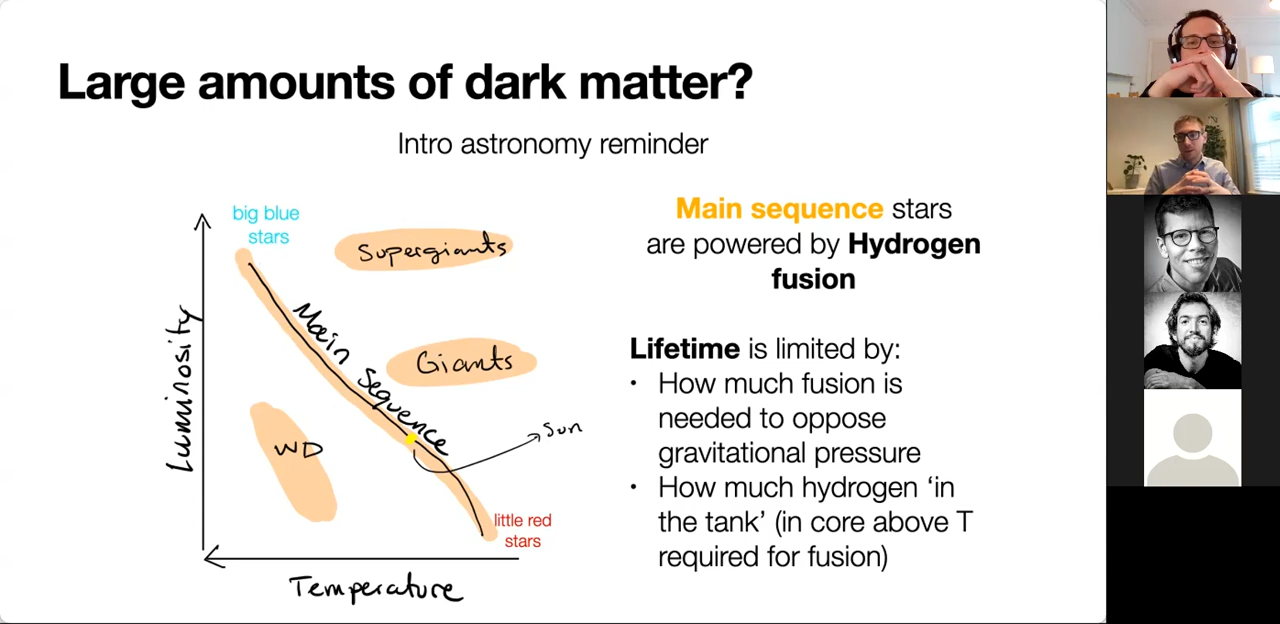 Large amounts of dark matter?
Intro astronomy reminder
big blue
stars
Supergiants
Main Sequence
Giants
WD
Sun
little red
stars
Luminosity
Temperature
Main sequence stars
are powered by Hydrogen
fusion
Lifetime is limited by:
• How much fusion is
needed to oppose
gravitational pressure
• How much hydrogen ‘in
the tank’ (in core above T
required for fusion)